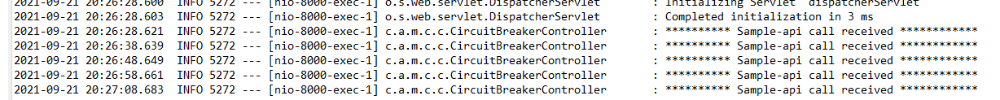 2021-09-21 20:26:28.600  INFO 5272 --- [nio-8000-exec-1] o.s.web.servlet.DispatcherServlet        : Initializing Servlet 'dispatcherServlet'
2021-09-21 20:26:28.603  INFO 5272 --- [nio-8000-exec-1] o.s.web.servlet.DispatcherServlet        : Completed initialization in 3 ms
2021-09-21 20:26:28.621  INFO 5272 --- [nio-8000-exec-1] c.a.m.c.c.CircuitBreakerController       : ********** Sample-api call received ************
2021-09-21 20:26:38.639  INFO 5272 --- [nio-8000-exec-1] c.a.m.c.c.CircuitBreakerController       : ********** Sample-api call received ************
2021-09-21 20:26:48.649  INFO 5272 --- [nio-8000-exec-1] c.a.m.c.c.CircuitBreakerController       : ********** Sample-api call received ************
2021-09-21 20:26:58.661  INFO 5272 --- [nio-8000-exec-1] c.a.m.c.c.CircuitBreakerController       : ********** Sample-api call received ************
2021-09-21 20:27:08.683  INFO 5272 --- [nio-8000-exec-1] c.a.m.c.c.CircuitBreakerController       : ********** Sample-api call received ************